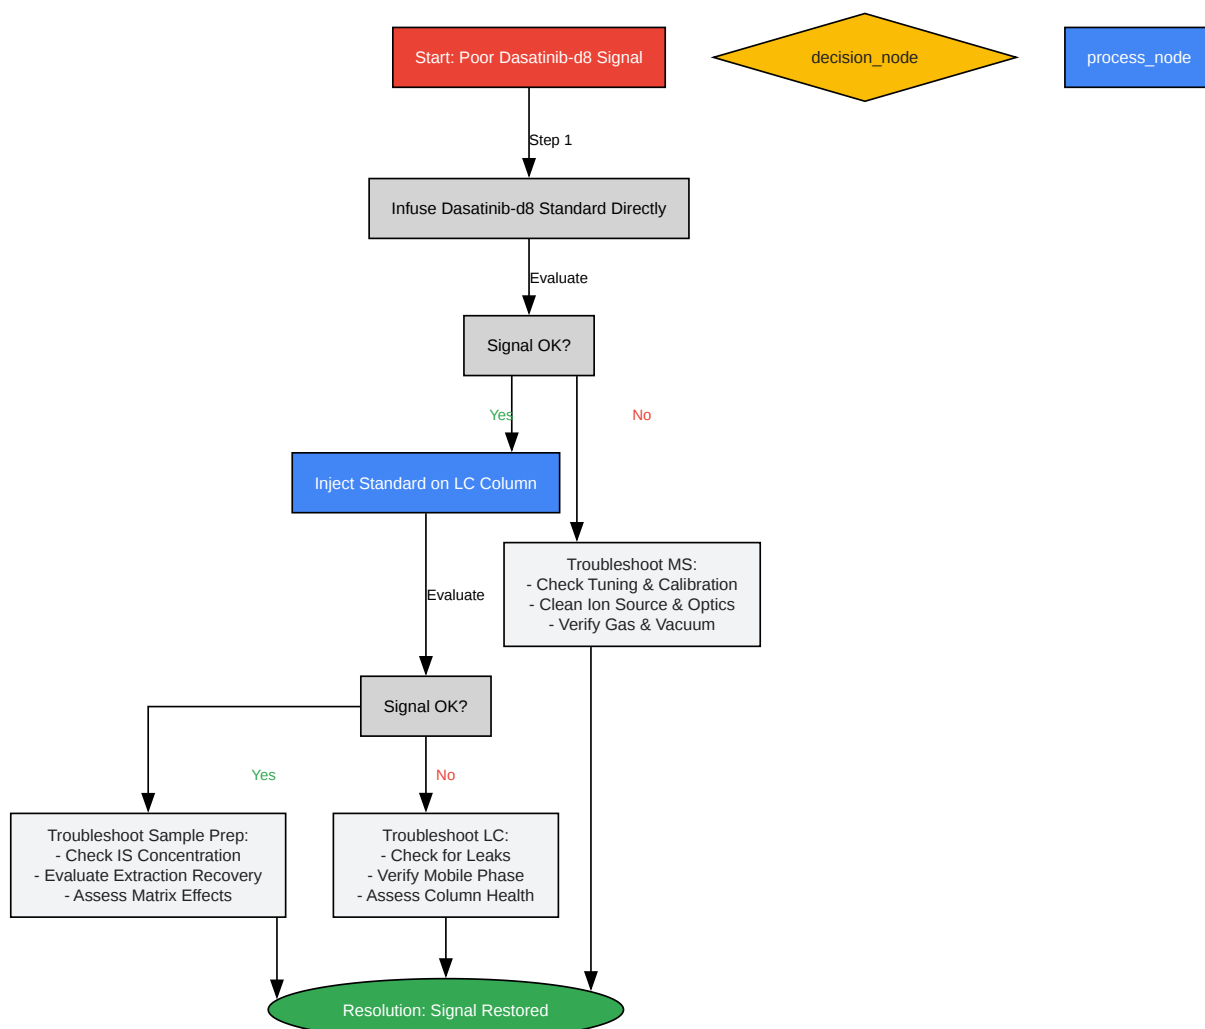 Start: Poor Dasatinib-d8 Signal
decision_node
process_node
Step 1
Infuse Dasatinib-d8 Standard Directly
Evaluate
Signal OK?
Yes
No
Inject Standard on LC Column
Troubleshoot MS:
- Check Tuning & Calibration
- Clean Ion Source & Optics
- Verify Gas & Vacuum
Evaluate
Signal OK?
Yes
No
Troubleshoot Sample Prep:
- Check IS Concentration
- Evaluate Extraction Recovery
- Assess Matrix Effects
Troubleshoot LC:
- Check for Leaks
- Verify Mobile Phase
- Assess Column Health
Resolution: Signal Restored